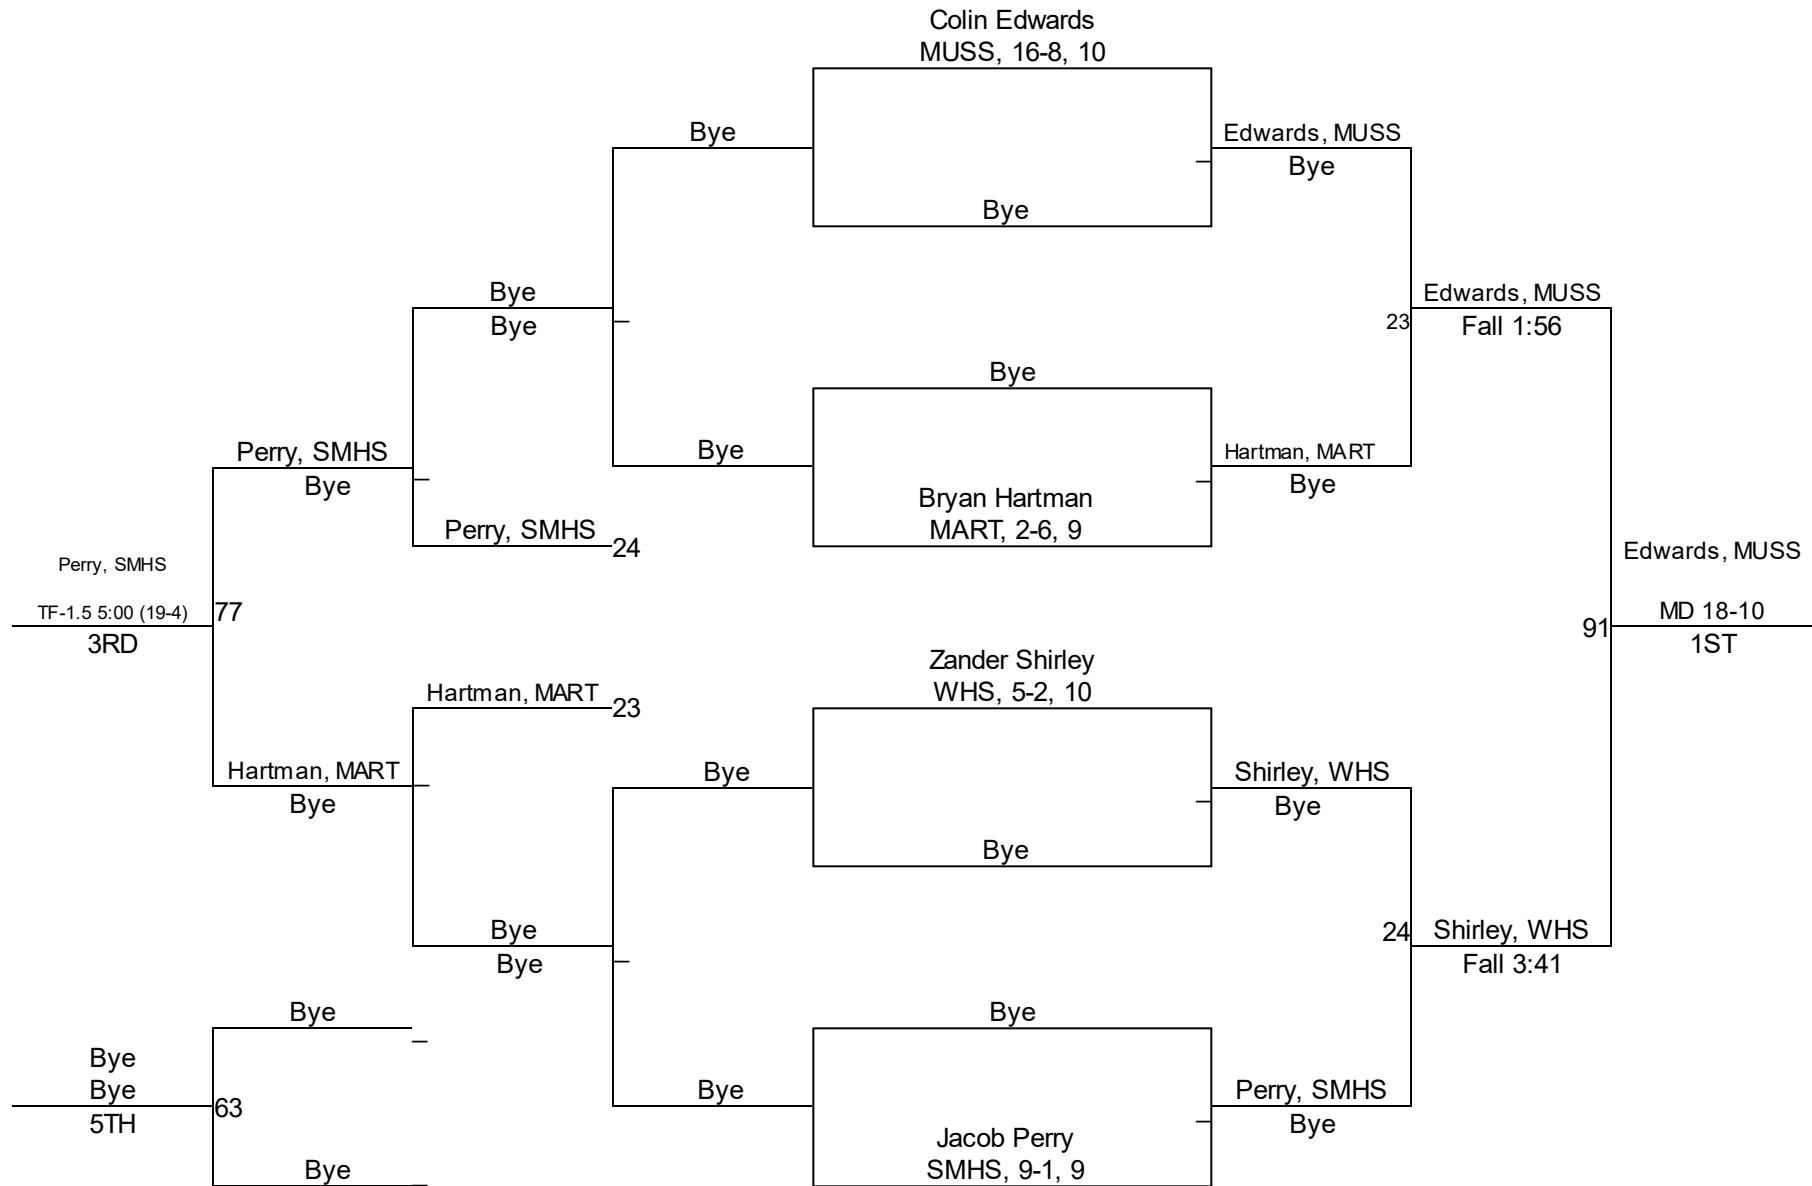 Colin Edwards
MUSS, 16-8, 10
Bye
Edwards, MUSS
Bye
Bye
Bye
Edwards, MUSS
Bye
23
Fall 1:56
Bye
Perry, SMHS
Bye
Hartman, MART
Bye
Bye
Bryan Hartman
Perry, SMHS
24
MART, 2-6, 9
Perry, SMHS
Edwards, MUSS
TF-1.5 5:00 (19-4)
77
91
MD 18-10
3RD
1ST
Zander Shirley
Hartman, MART
23
WHS, 5-2, 10
Hartman, MART
Bye
Shirley, WHS
Bye
Bye
Bye
Bye
24
Shirley, WHS
Bye
Fall 3:41
Bye
Bye
Bye
Bye
63
Bye
Perry, SMHS
5TH
Bye
Jacob Perry
Bye
SMHS, 9-1, 9